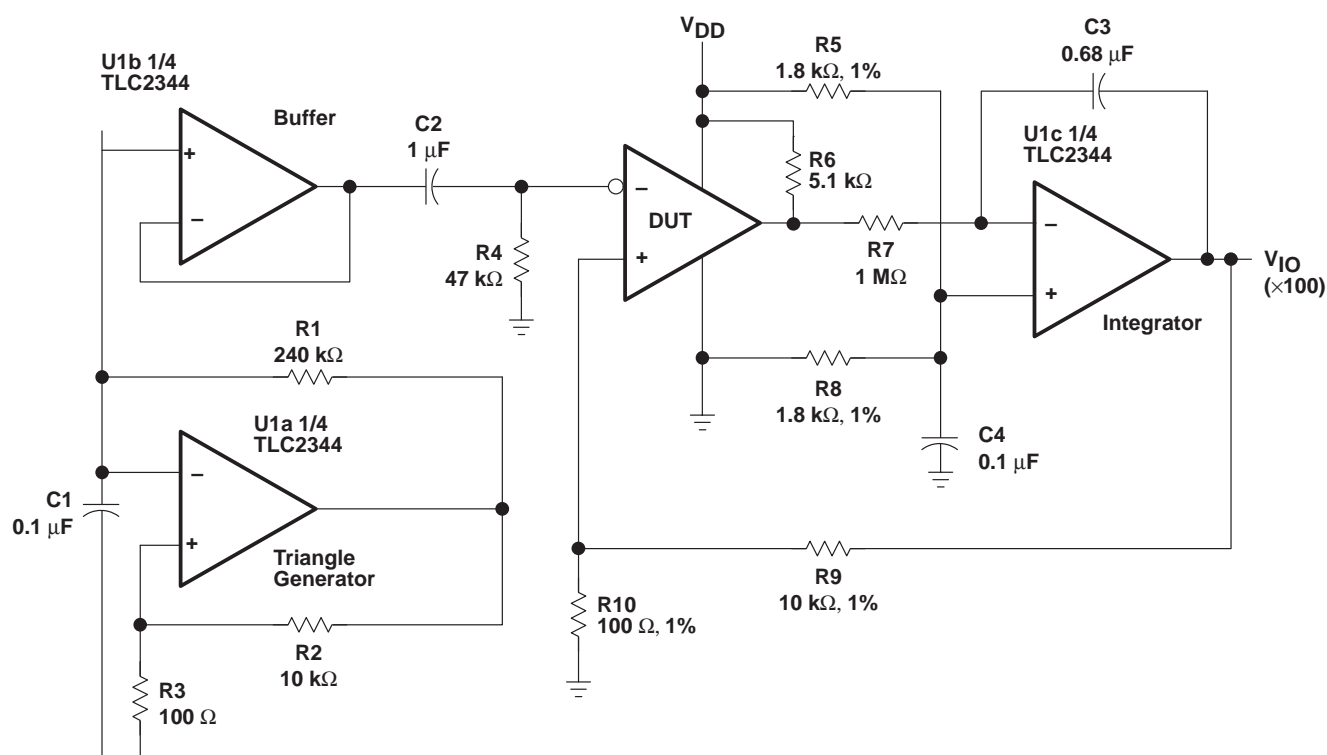 U1b 1/4
TLC2344
Buffer
+
−
C2
1 µF
R4
47 kΩ
VDD
R5
1.8 kΩ, 1%
R6
5.1 kΩ
−
DUT
+
R7
1 MΩ
C3
0.68 µF
U1c 1/4
TLC2344
−
+
Integrator
VIO
(×100)
R8
1.8 kΩ, 1%
C4
0.1 µF
R1
240 kΩ
U1a 1/4
TLC2344
−
+
C1
0.1 µF
Triangle
Generator
R2
10 kΩ
R3
100 Ω
R9
10 kΩ, 1%
R10
100 Ω, 1%